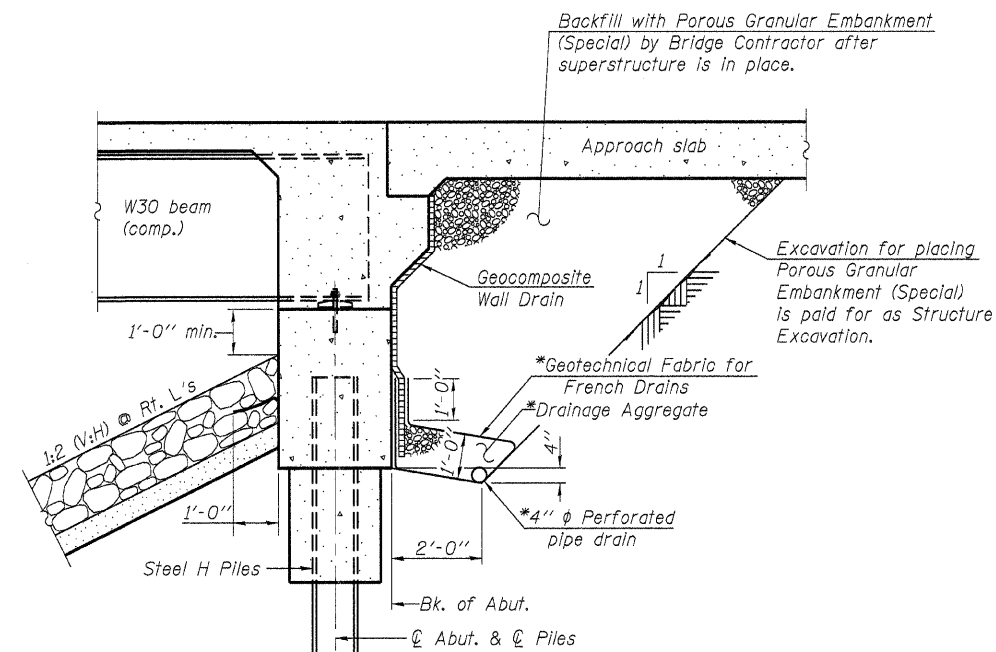 Backfill with Porous Granular Embankment
(Special) by Bridge Contractor after
superstructure is in place.
Approach slab
W30 beam
(comp.)
Geocomposite
Wall Drain
1
1
Excavation for placing
Porous Granular
Embankment (Special)
is paid for as Structure
Excavation.
1'-0" min.
*Geotechnical Fabric for
French Drains
*Drainage Aggregate
1'-0"
1'-0"
4"
1:2 (V:H) @ Rt. L's
1'-0"
*4" ϕ Perforated
pipe drain
2'-0"
Steel H Piles
Bk. of Abut.
℄ Abut. & ℄ Piles